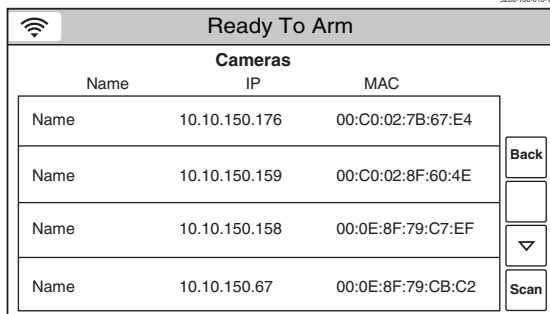 Ready To Arm
Cameras
Name IP MAC
Name 10.10.150.176 00:C0:02:7B:67:E4
Back
Name 10.10.150.159 00:C0:02:8F:60:4E
Name 10.10.150.158 00:0E:8F:79:C7:EF
Name 10.10.150.67 00:0E:8F:79:CB:C2
Scan